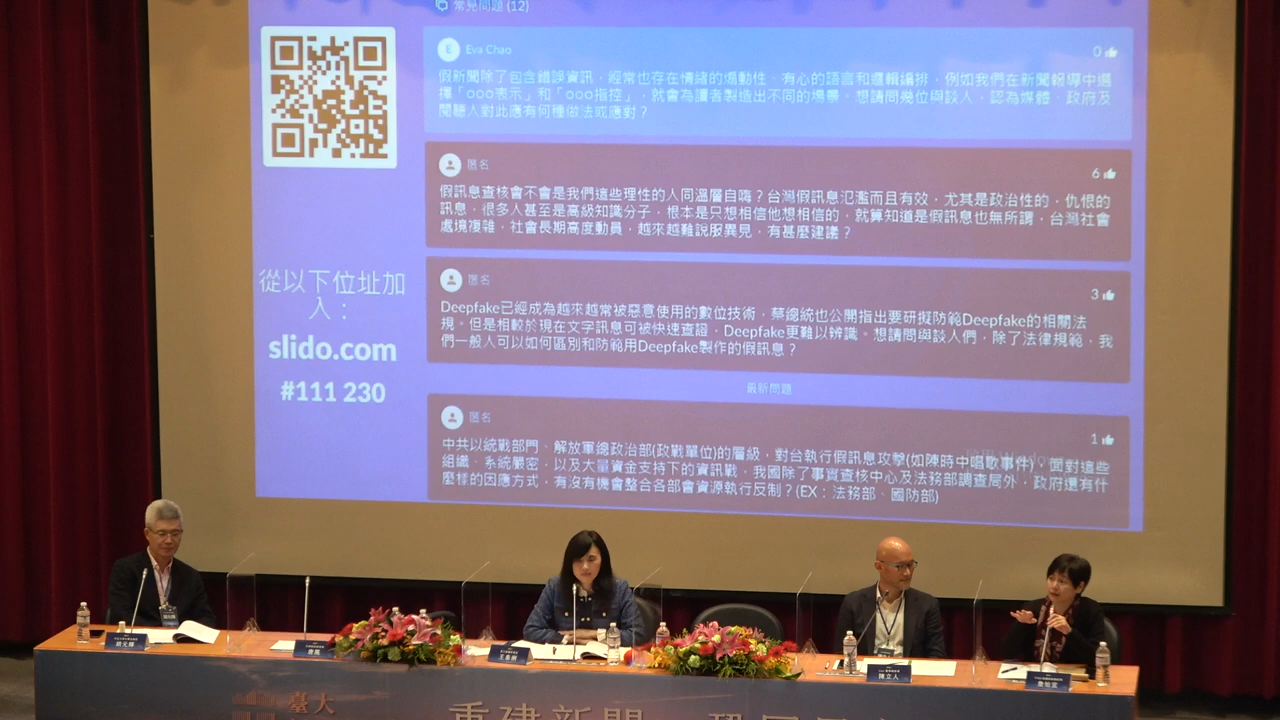 常見問題 (12)
E Eva Chao
0
假新聞除了包含錯誤資訊，經常也存在情緒的煽動性、有心的語言和邏輯編排，例如我們在新聞報導中選
擇「ooo表示」和「ooo指控」，就會為讀者製造出不同的場景。想請問幾位與談人，認為媒體、政府及
閱聽人對此應有何種做法或應對？
匿名
6
假訊息查核會不會是我們這些理性的人同溫層自嗨？台灣假訊息氾濫而且有效，尤其是政治性的，仇恨的
訊息，很多人甚至是高級知識分子，根本是只想相信他想相信的，就算知道是假訊息也無所謂，台灣社會
處境複雜，社會長期高度動員，越來越難說服異見，有甚麼建議？
匿名
3
Deepfake已經成為越來越常被惡意使用的數位技術，蔡總統也公開指出要研擬防範Deepfake的相關法
規。但是相較於現在文字訊息可被快速查證，Deepfake更難以辨識。想請問與談人們，除了法律規範，我
們一般人可以如何區別和防範用Deepfake製作的假訊息？
最新問題
匿名
1
中共以統戰部門、解放軍總政治部(政戰單位)的層級，對台執行假訊息攻擊(如陳時中唱歌事件)，面對這些
組織、系統嚴密，以及大量資金支持下的資訊戰，我國除了事實查核中心及法務部調查局外，政府還有什
麼樣的因應方式，有沒有機會整合各部會資源執行反制？(EX：法務部、國防部)
從以下位址加
入：
slido.com
#111 230
胡元輝
唐鳳
陳立人
臺大
重建新聞